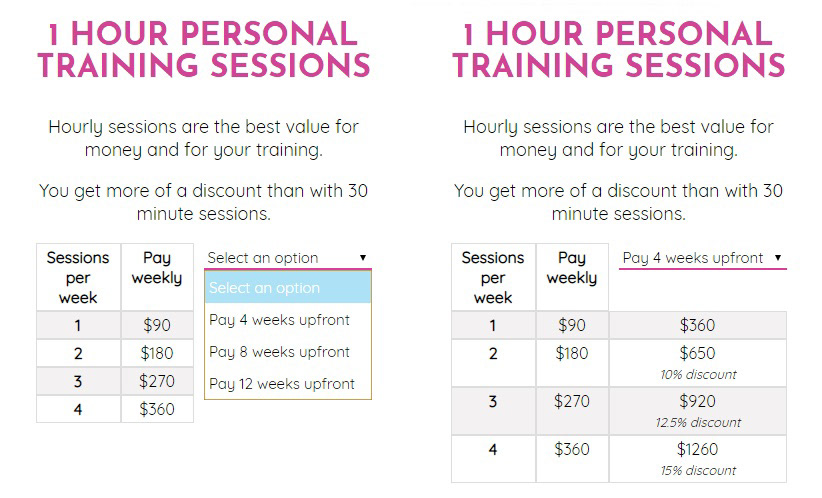 1 HOUR PERSONAL
TRAINING SESSIONS
Hourly sessions are the best value for
money and for your training.
You get more of a discount than with 30
minute sessions.
Sessions
per
week
Pay
weekly
Select an option ▼
Select an option
Pay 4 weeks upfront
Pay 8 weeks upfront
Pay 12 weeks upfront
1 $90
2 $180
3 $270
4 $360
1 HOUR PERSONAL
TRAINING SESSIONS
Hourly sessions are the best value for
money and for your training.
You get more of a discount than with 30
minute sessions.
Sessions
per
week
Pay
weekly
Pay 4 weeks upfront ▼
1 $90 $360
2 $180 $650
10% discount
3 $270 $920
12.5% discount
4 $360 $1260
15% discount